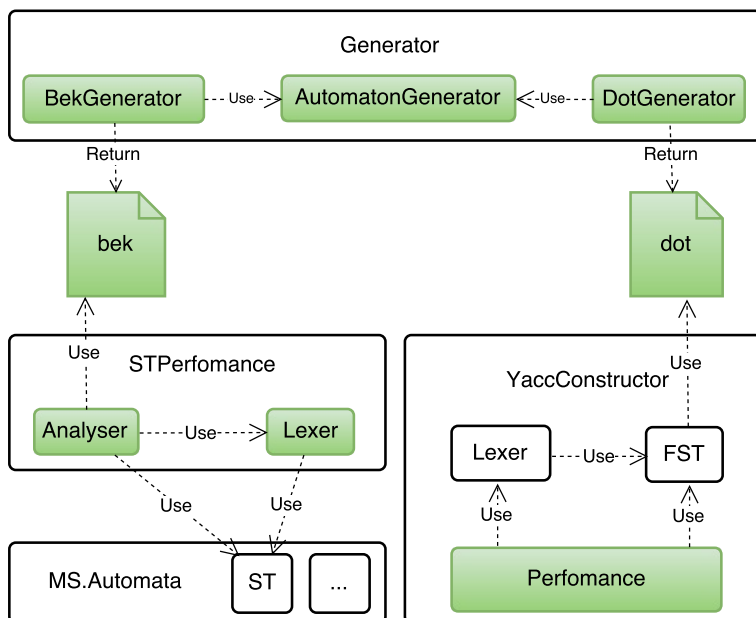 Generator
BekGenerator
Use
AutomatonGenerator
Use
DotGenerator
Return
Return
bek
dot
Use
Use
STPerfomance
YaccConstructor
Analyser
Use
Lexer
Lexer
Use
FST
Use
Use
Use
Use
MS.Automata
ST
...
Perfomance